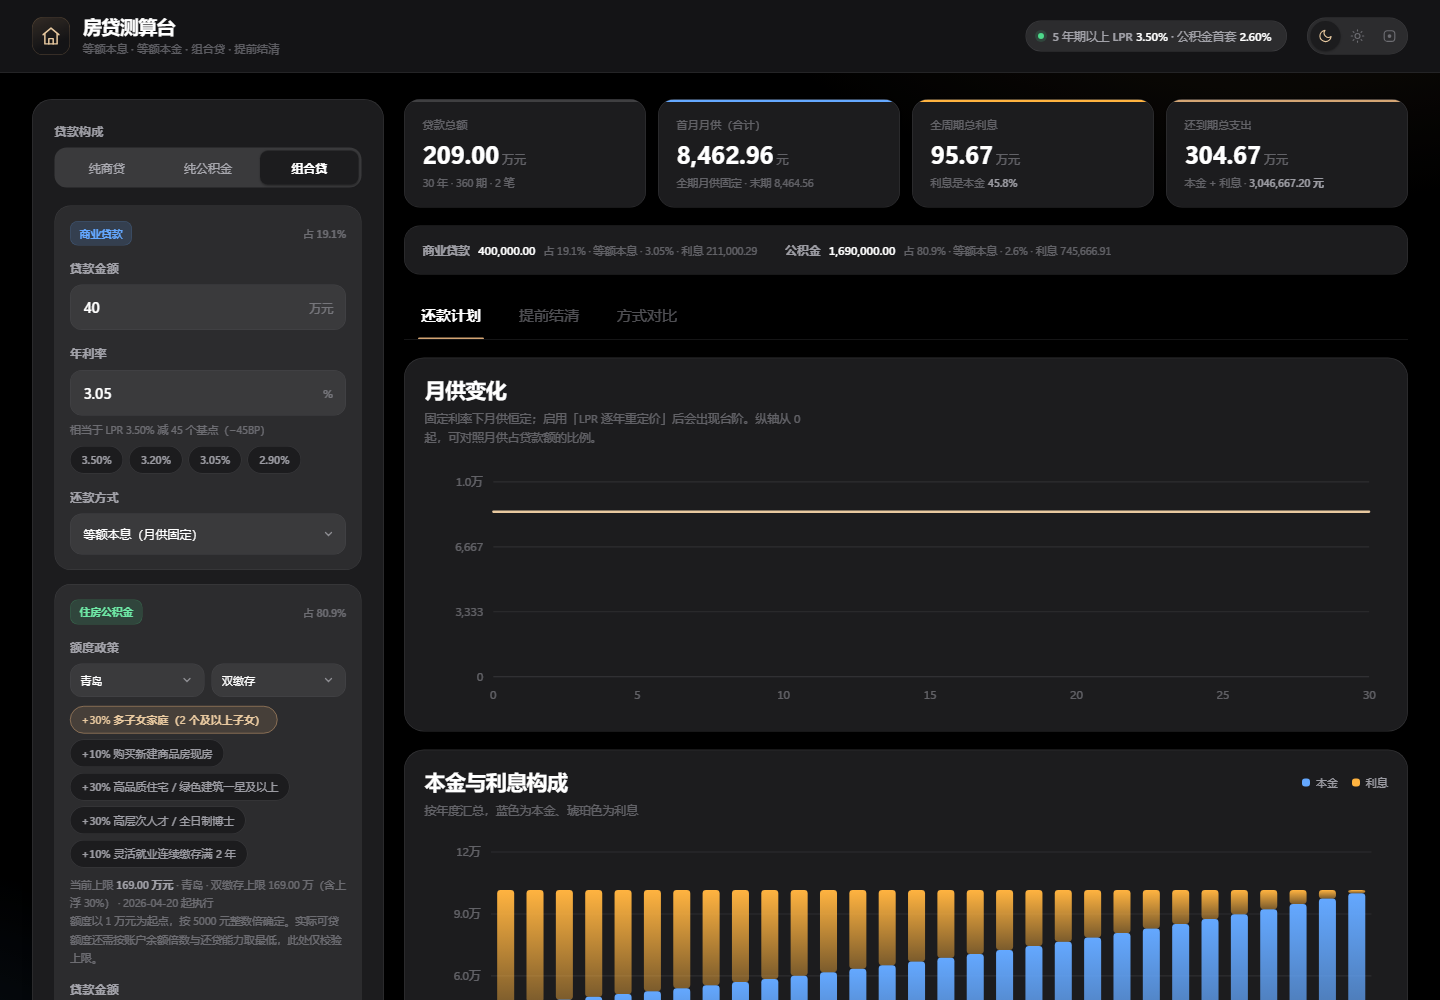 房贷测算台
等额本息 · 等额本金 · 组合贷 · 提前结清
5 年期以上 LPR 3.50% · 公积金首套 2.60%
贷款构成
纯商贷
纯公积金
组合贷
商业贷款
占 19.1%
贷款金额
40
万元
年利率
3.05
%
相当于 LPR 3.50% 减 45 个基点（−45BP）
3.50%
3.20%
3.05%
2.90%
还款方式
等额本息（月供固定）
住房公积金
占 80.9%
额度政策
青岛
双缴存
+30% 多子女家庭（2 个及以上子女）
+10% 购买新建商品房现房
+30% 高品质住宅 / 绿色建筑一星及以上
+30% 高层次人才 / 全日制博士
+10% 灵活就业连续缴存满 2 年
当前上限 169.00 万元 · 青岛 · 双缴存上限 169.00 万（含上
浮 30%） · 2026-04-20 起执行
额度以 1 万元为起点，按 5000 元整数倍确定。实际可贷
额度还需按账户余额倍数与还贷能力取最低，此处仅校验
上限。
贷款金额
贷款总额
209.00 万元
30 年 · 360 期 · 2 笔
首月月供（合计）
8,462.96 元
全期月供固定 · 末期 8,464.56
全周期总利息
95.67 万元
利息是本金 45.8%
还到期总支出
304.67 万元
本金 + 利息 · 3,046,667.20 元
商业贷款 400,000.00 占 19.1% · 等额本息 · 3.05% · 利息 211,000.29
公积金 1,690,000.00 占 80.9% · 等额本息 · 2.6% · 利息 745,666.91
还款计划
提前结清
方式对比
月供变化
固定利率下月供恒定；启用「LPR 逐年重定价」后会出现台阶。纵轴从 0
起，可对照月供占贷款额的比例。
1.0万
6,667
3,333
0
0
5
10
15
20
25
30
本金与利息构成
按年度汇总，蓝色为本金、琥珀色为利息
本金
利息
12万
9.0万
6.0万